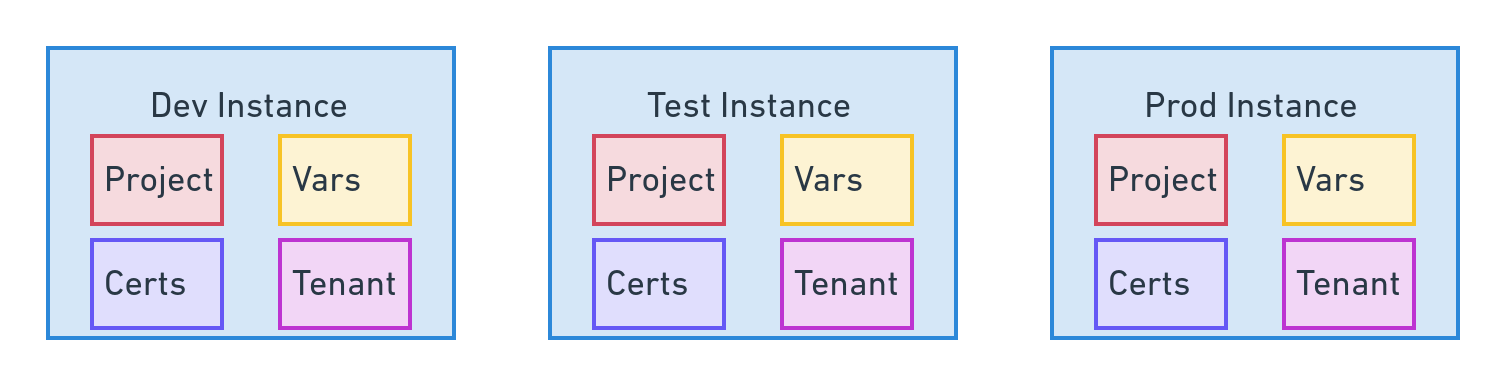 Dev Instance
Project
Vars
Certs
Tenant
Test Instance
Project
Vars
Certs
Tenant
Prod Instance
Project
Vars
Certs
Tenant